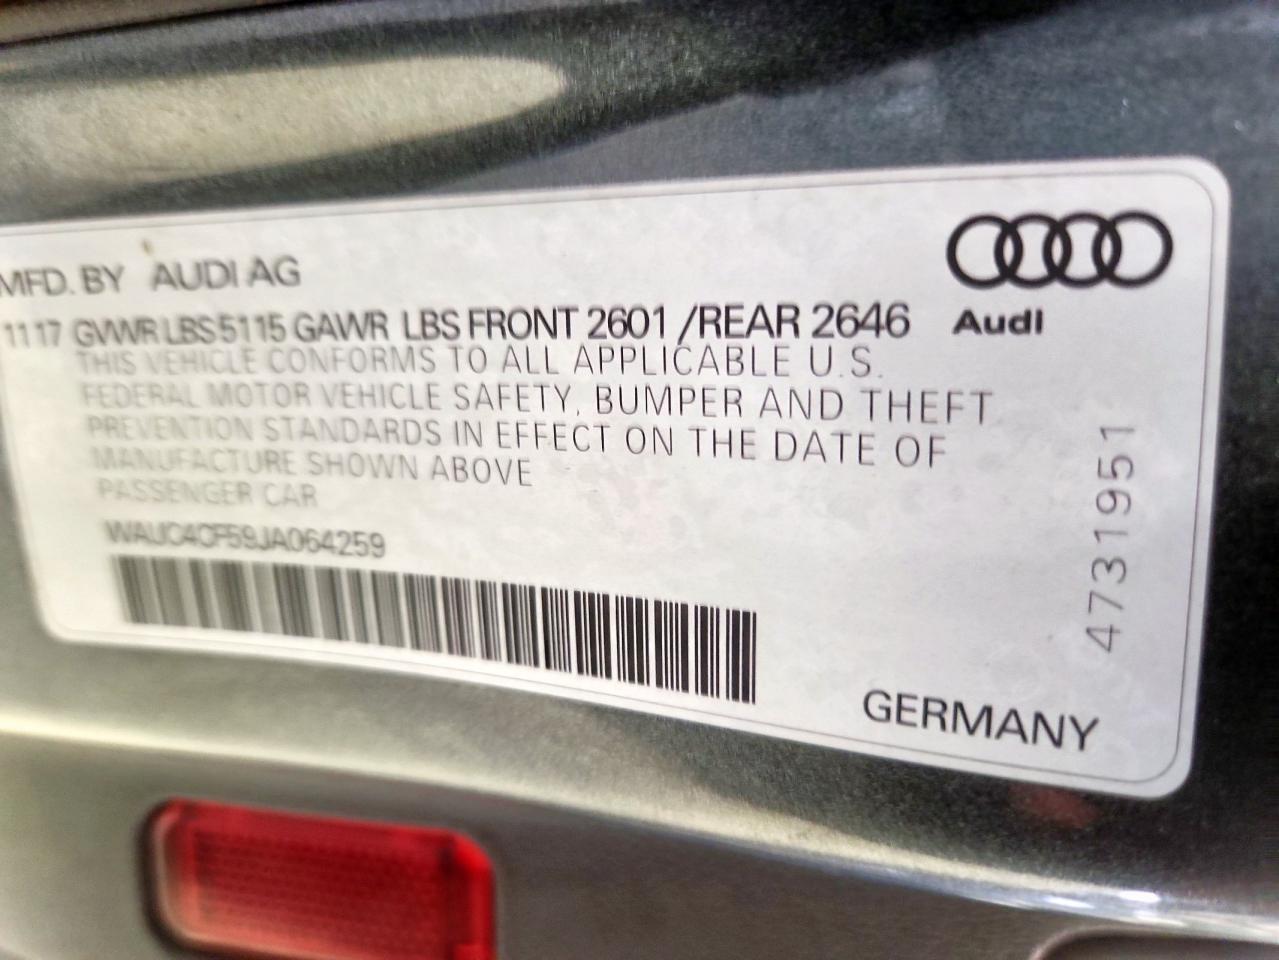 MFD. BY AUDI AG
11 17 GVWR LBS 5115 GAWR LBS FRONT 2601 /REAR 2646
Audi
THIS VEHICLE CONFORMS TO ALL APPLICABLE U.S.
FEDERAL MOTOR VEHICLE SAFETY, BUMPER AND THEFT
PREVENTION STANDARDS IN EFFECT ON THE DATE OF
MANUFACTURE SHOWN ABOVE
PASSENGER CAR
WAUC4CF59JA064259
4731951
GERMANY